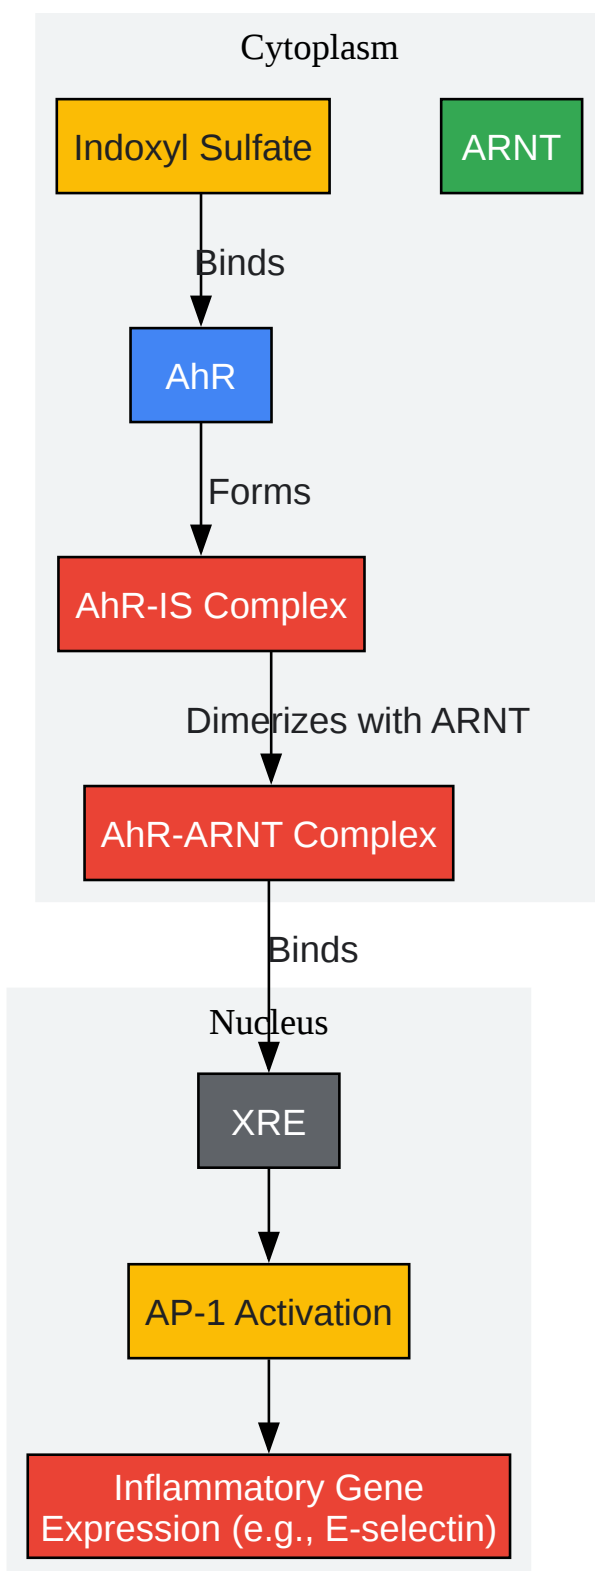 Cytoplasm
Indoxyl Sulfate
ARNT
Binds
AhR
Forms
AhR-IS Complex
Dimerizes with ARNT
AhR-ARNT Complex
Binds
Nucleus
XRE
AP-1 Activation
Inflammatory Gene
Expression (e.g., E-selectin)